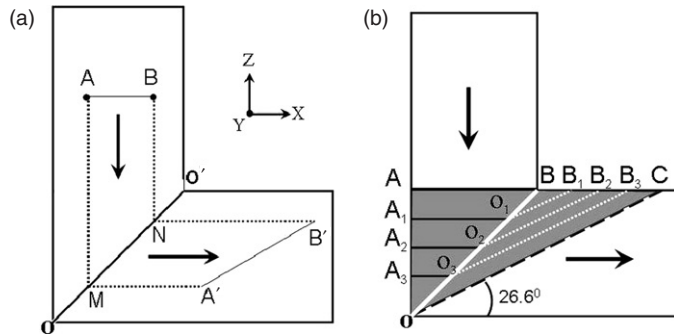 (a)
A B
Z
Y X
O'
N
B'
M A'
O
(b)
A B B₁ B₂ B₃ C
A₁ O₁
A₂ O₂
A₃ O₃
26.6⁰
O